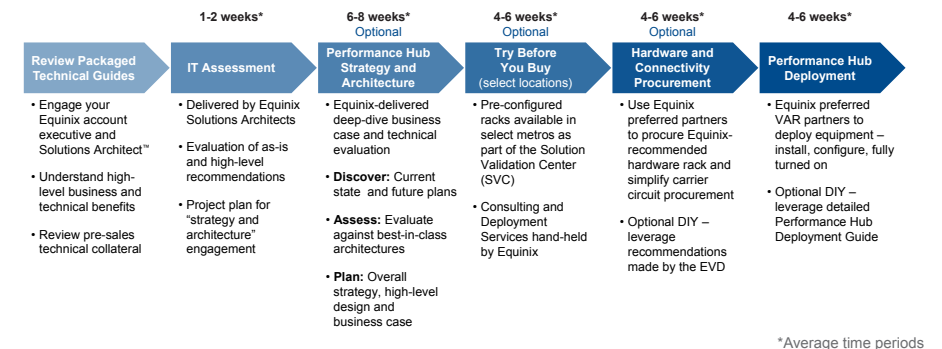 1-2 weeks*
6-8 weeks*
Optional
4-6 weeks*
Optional
4-6 weeks*
Optional
4-6 weeks*
Review Packaged
Technical Guides
IT Assessment
Performance Hub
Strategy and
Architecture
Try Before
You Buy
(select locations)
Hardware and
Connectivity
Procurement
Performance Hub
Deployment
• Engage your
Equinix account
executive and
Solutions Architect™
• Understand high-
level business and
technical benefits
• Review pre-sales
technical collateral
• Delivered by Equinix
Solutions Architects
• Evaluation of as-is
and high-level
recommendations
• Project plan for
“strategy and
architecture”
engagement
• Equinix-delivered
deep-dive business
case and technical
evaluation
• Discover: Current
state and future plans
• Assess: Evaluate
against best-in-class
architectures
• Plan: Overall
strategy, high-level
design and
business case
• Pre-configured
racks available in
select metros as
part of the Solution
Validation Center
(SVC)
• Consulting and
Deployment
Services hand-held
by Equinix
• Use Equinix
preferred partners
to procure Equinix-
recommended
hardware rack and
simplify carrier
circuit procurement
• Optional DIY –
leverage
recommendations
made by the EVD
• Equinix preferred
VAR partners to
deploy equipment –
install, configure, fully
turned on
• Optional DIY –
leverage detailed
Performance Hub
Deployment Guide
*Average time periods